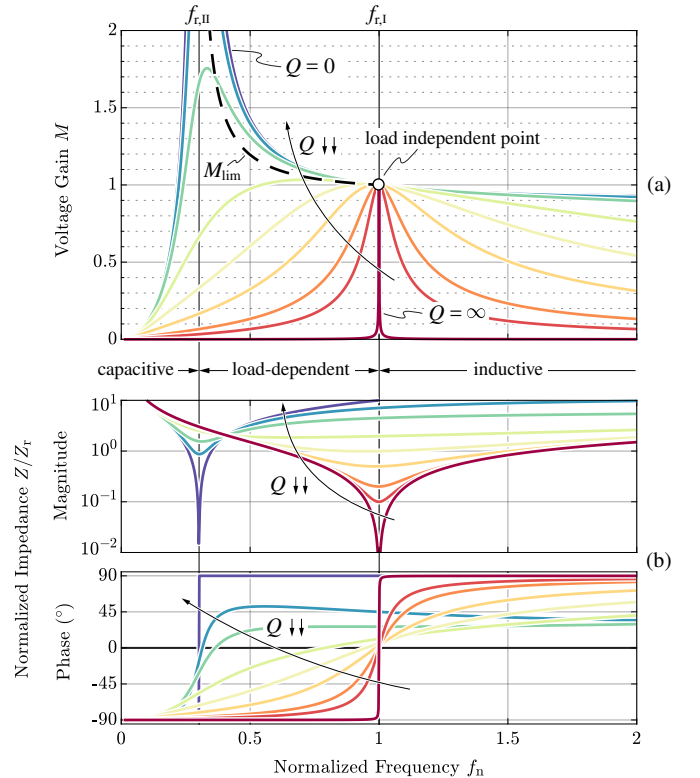 f_r,II
f_r,I
2
1.5
1
0.5
0
Voltage Gain M
Q = 0
Q ↓↓
load independent point
M_lim
Q = ∞
(a)
capacitive
load-dependent
inductive
Normalized Impedance Z/Z_r
Magnitude
10^1
10^0
10^−1
10^−2
Q ↓↓
(b)
Phase (°)
90
45
0
-45
-90
Q ↓↓
0
0.5
1
1.5
2
Normalized Frequency f_n